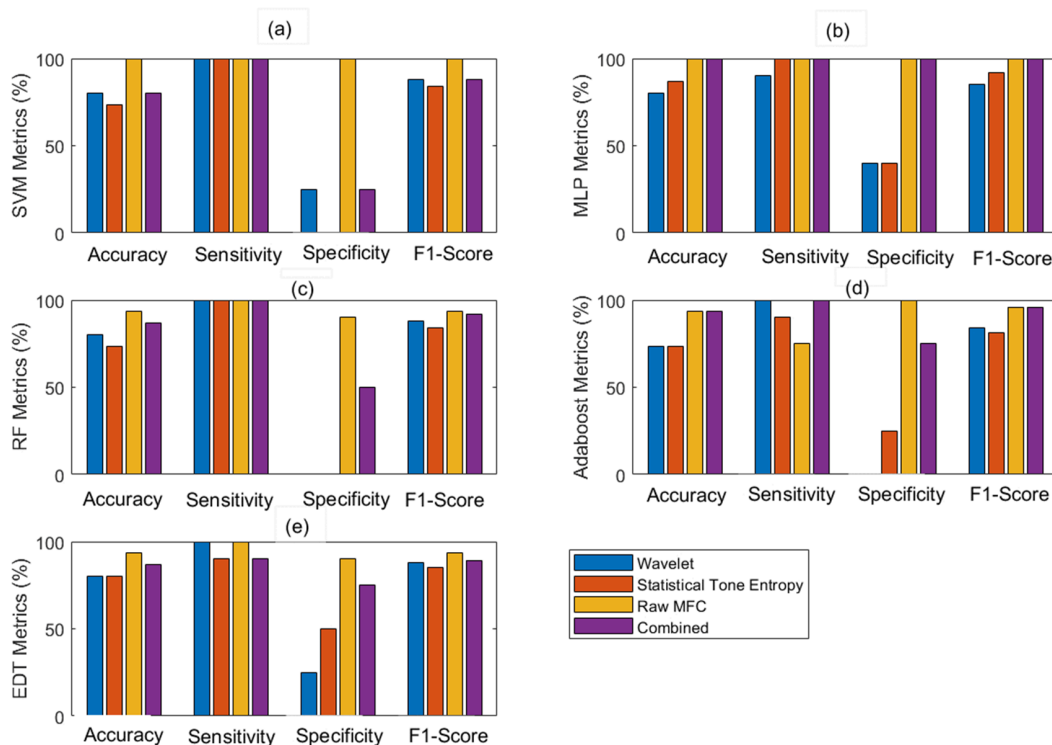 (a)
SVM Metrics (%)
100
50
0
Accuracy
Sensitivity
Specificity
F1-Score
(b)
MLP Metrics (%)
100
50
0
Accuracy
Sensitivity
Specificity
F1-Score
(c)
RF Metrics (%)
100
50
0
Accuracy
Sensitivity
Specificity
F1-Score
(d)
Adaboost Metrics (%)
100
50
0
Accuracy
Sensitivity
Specificity
F1-Score
(e)
EDT Metrics (%)
100
50
0
Accuracy
Sensitivity
Specificity
F1-Score
Wavelet
Statistical Tone Entropy
Raw MFC
Combined